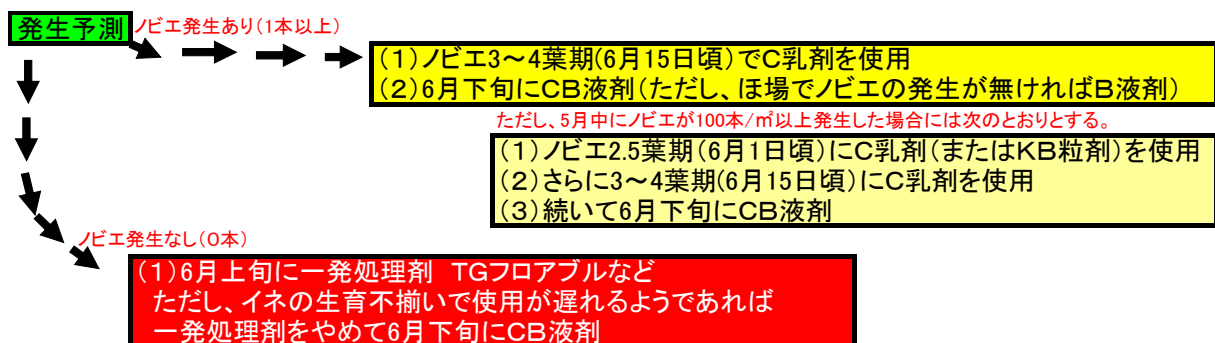 発生予測
ノビエ発生あり(1本以上)
(1)ノビエ3~4葉期(6月15日頃)でC乳剤を使用
(2)6月下旬にCB液剤(ただし、ほ場でノビエの発生が無ければB液剤)
ただし、5月中にノビエが100本/㎡以上発生した場合には次のとおりとする。
(1)ノビエ2.5葉期(6月1日頃)にC乳剤(またはKB粒剤)を使用
(2)さらに3~4葉期(6月15日頃)にC乳剤を使用
(3)続いて6月下旬にCB液剤
ノビエ発生なし(0本)
(1)6月上旬に一発処理剤 TGフロアブルなど
ただし、イネの生育不揃いで使用が遅れるようであれば
一発処理剤をやめて6月下旬にCB液剤